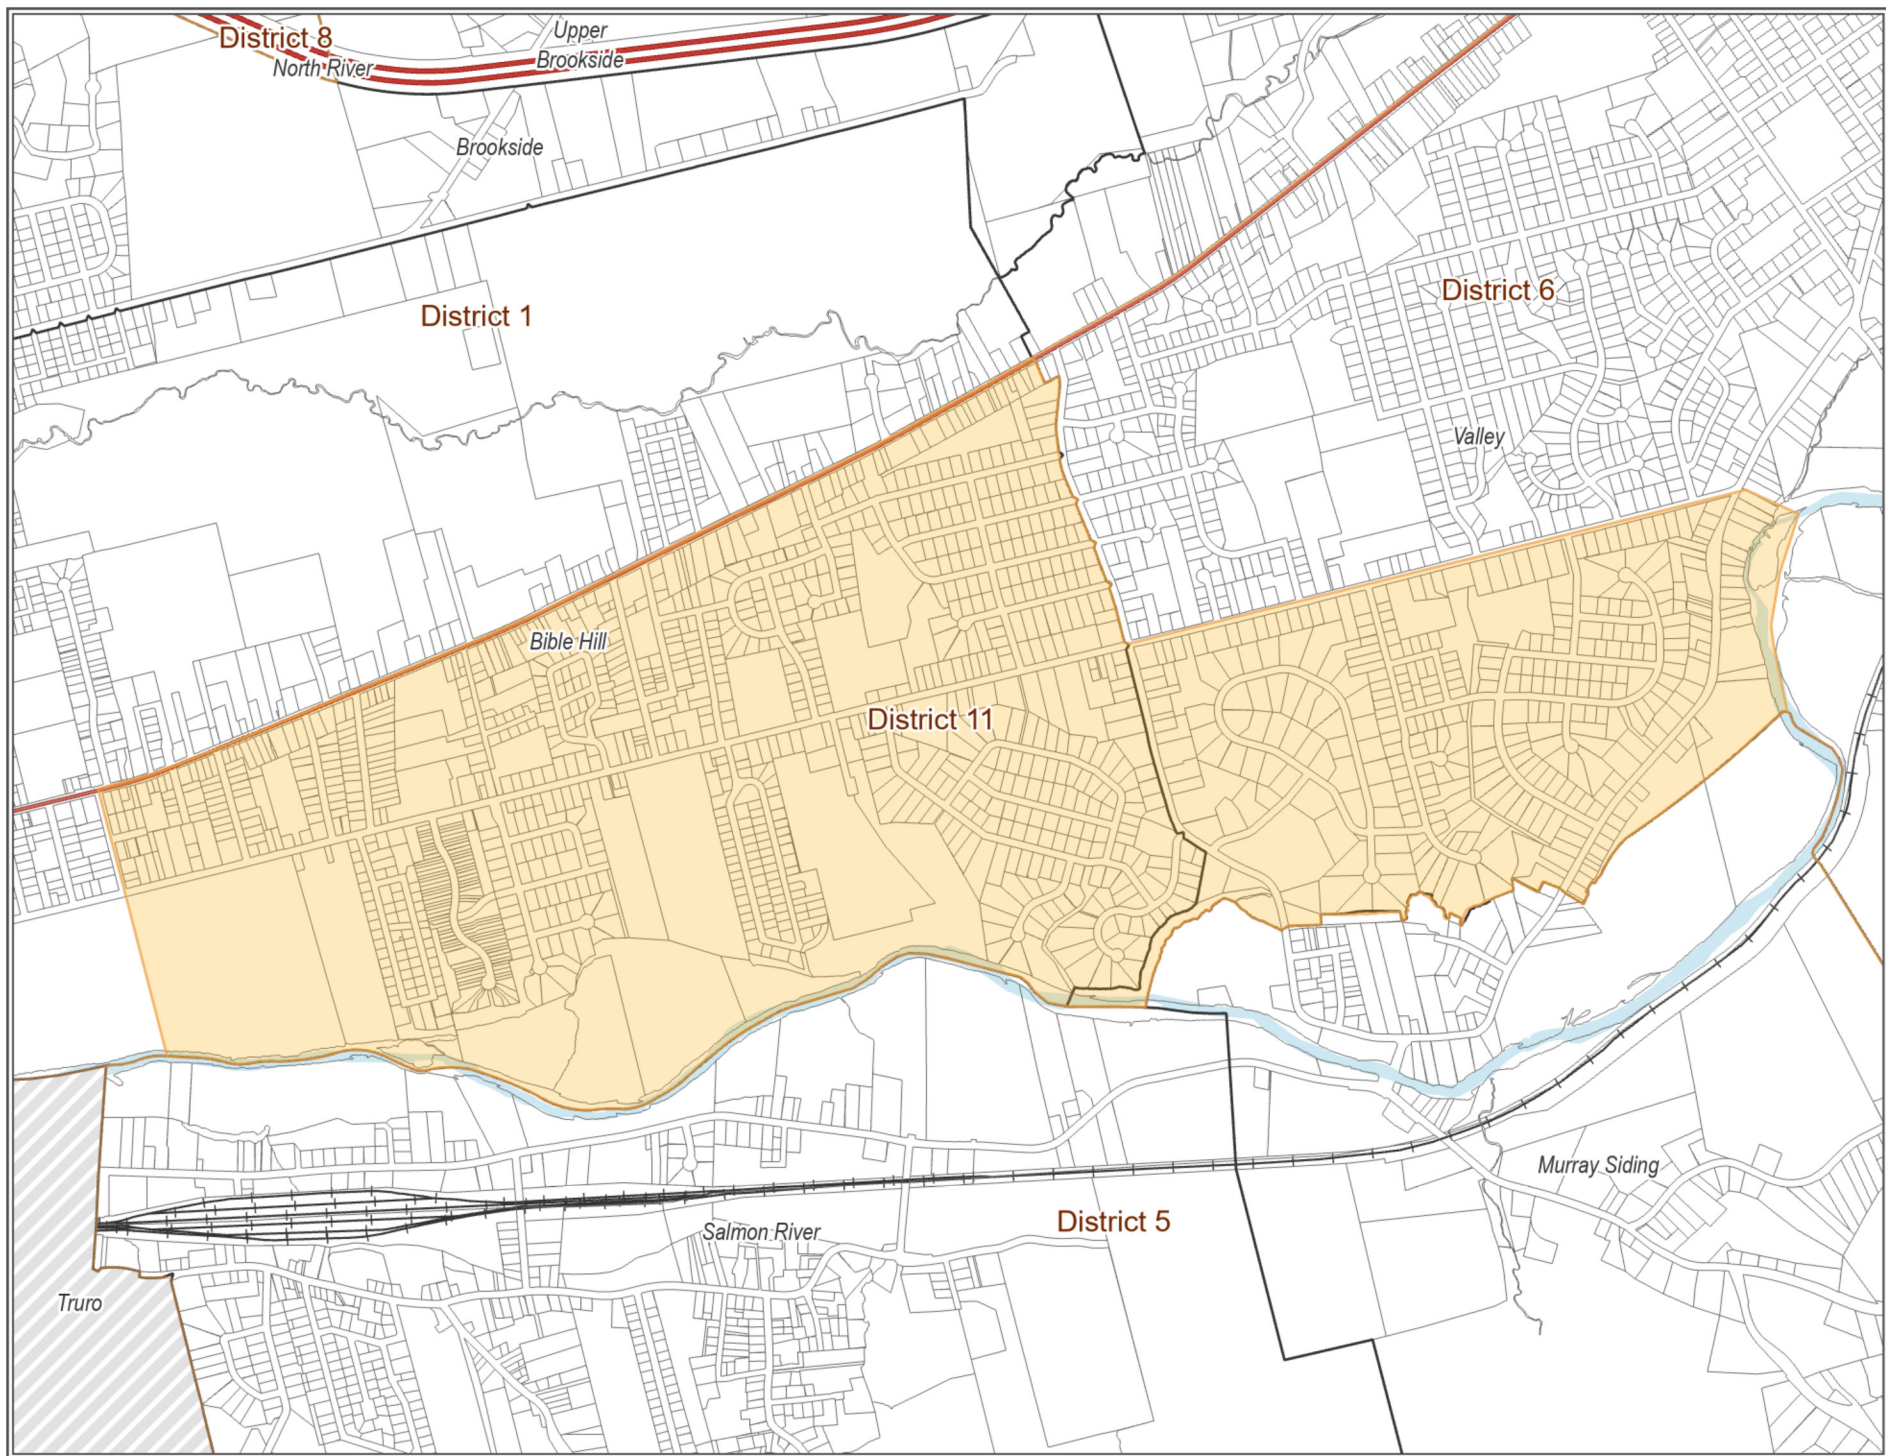 District 8
North River
Upper
Brookside
Brookside
District 1
District 6
Valley
Bible Hill
District 11
Murray Siding
District 5
Salmon River
Truro